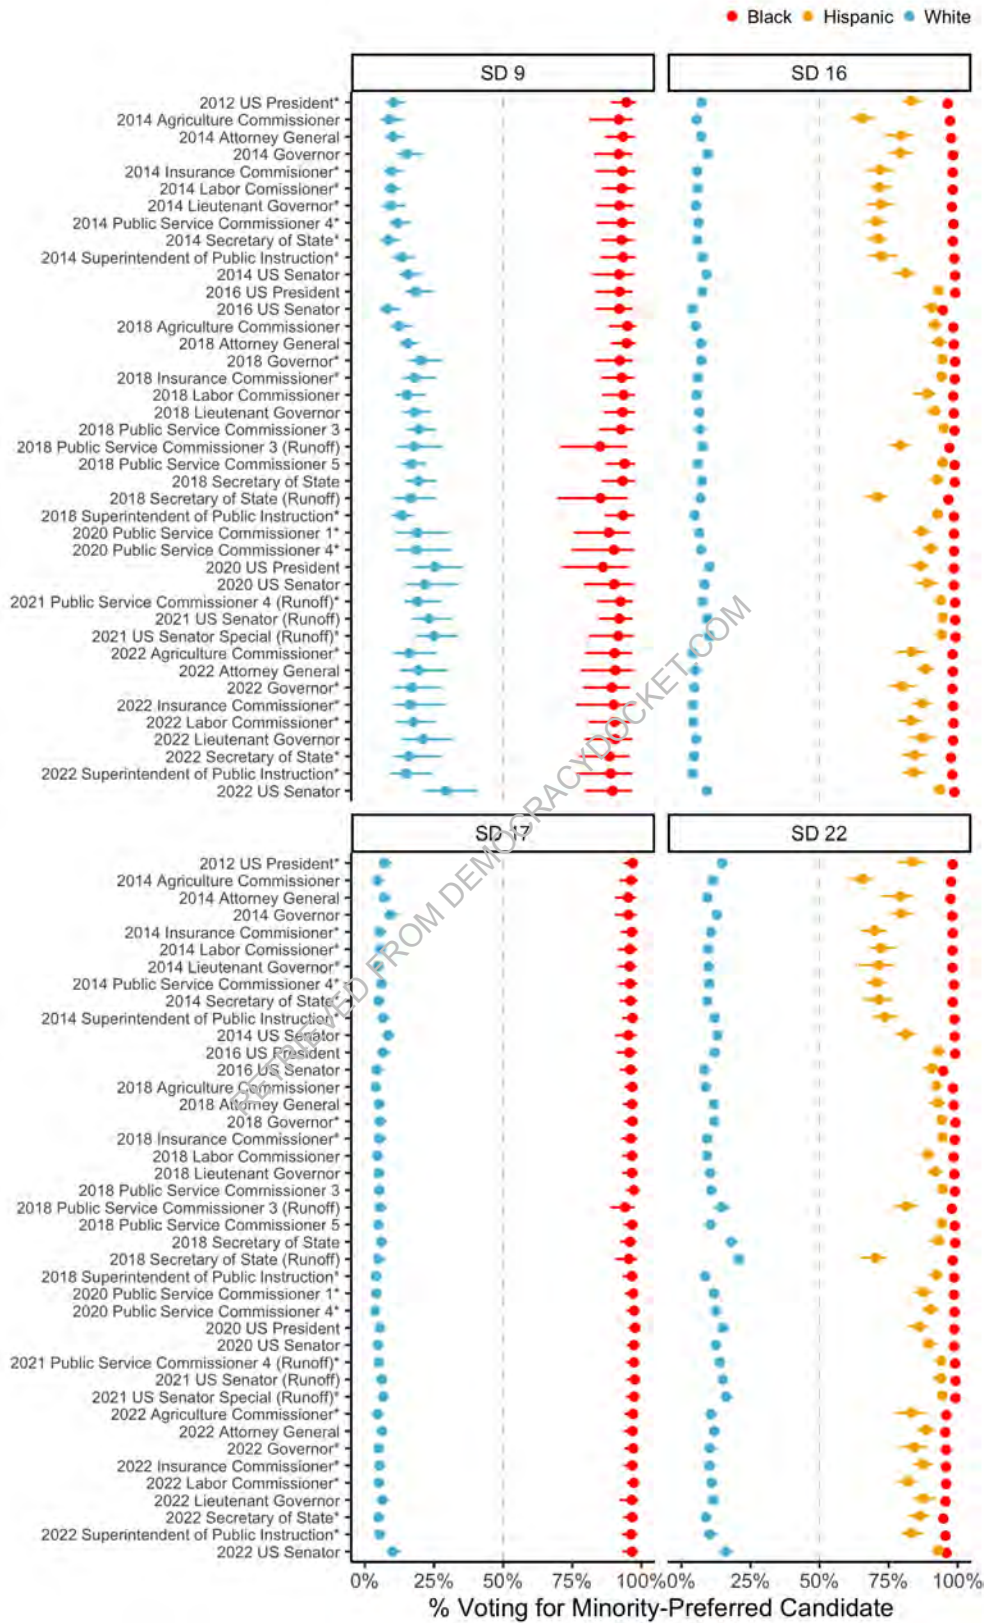 Black Hispanic White
SD 9 SD 16
2012 US President*
2014 Agriculture Commissioner
2014 Attorney General
2014 Governor
2014 Insurance Commisioner*
2014 Labor Comissioner*
2014 Lieutenant Governor*
2014 Public Service Commissioner 4*
2014 Secretary of State*
2014 Superintendent of Public Instruction*
2014 US Senator
2016 US President
2016 US Senator
2018 Agriculture Commissioner
2018 Attorney General
2018 Governor*
2018 Insurance Commissioner*
2018 Labor Commissioner
2018 Lieutenant Governor
2018 Public Service Commissioner 3
2018 Public Service Commissioner 3 (Runoff)
2018 Public Service Commissioner 5
2018 Secretary of State
2018 Secretary of State (Runoff)
2018 Superintendent of Public Instruction*
2020 Public Service Commissioner 1*
2020 Public Service Commissioner 4*
2020 US President
2020 US Senator
2021 Public Service Commissioner 4 (Runoff)*
2021 US Senator (Runoff)
2021 US Senator Special (Runoff)*
2022 Agriculture Commissioner*
2022 Attorney General
2022 Governor*
2022 Insurance Commissioner*
2022 Labor Commissioner*
2022 Lieutenant Governor
2022 Secretary of State*
2022 Superintendent of Public Instruction*
2022 US Senator
SD 17 SD 22
2012 US President*
2014 Agriculture Commissioner
2014 Attorney General
2014 Governor
2014 Insurance Commisioner*
2014 Labor Comissioner*
2014 Lieutenant Governor*
2014 Public Service Commissioner 4*
2014 Secretary of State*
2014 Superintendent of Public Instruction*
2014 US Senator
2016 US President
2016 US Senator
2018 Agriculture Commissioner
2018 Attorney General
2018 Governor*
2018 Insurance Commissioner*
2018 Labor Commissioner
2018 Lieutenant Governor
2018 Public Service Commissioner 3
2018 Public Service Commissioner 3 (Runoff)
2018 Public Service Commissioner 5
2018 Secretary of State
2018 Secretary of State (Runoff)
2018 Superintendent of Public Instruction*
2020 Public Service Commissioner 1*
2020 Public Service Commissioner 4*
2020 US President
2020 US Senator
2021 Public Service Commissioner 4 (Runoff)*
2021 US Senator (Runoff)
2021 US Senator Special (Runoff)*
2022 Agriculture Commissioner*
2022 Attorney General
2022 Governor*
2022 Insurance Commissioner*
2022 Labor Commissioner*
2022 Lieutenant Governor
2022 Secretary of State*
2022 Superintendent of Public Instruction*
2022 US Senator
0% 25% 50% 75% 100% 0% 25% 50% 75% 100%
% Voting for Minority-Preferred Candidate
RETRIEVED FROM DEMOCRACYDOCKET.COM